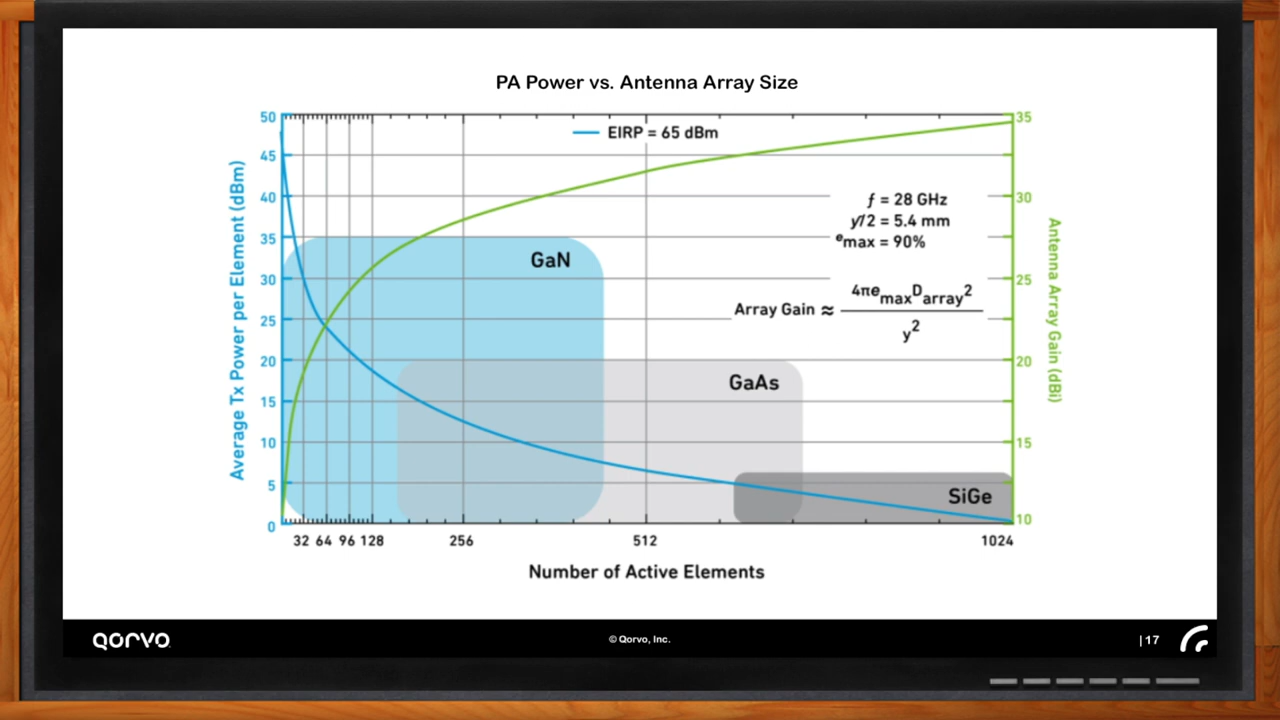 PA Power vs. Antenna Array Size
EIRP = 65 dBm
50
45
40
35
30
25
20
15
10
5
0
Average Tx Power per Element (dBm)
35
30
25
20
15
10
Antenna Array Gain (dBi)
ƒ = 28 GHz
y/2 = 5.4 mm
emax = 90%
GaN
Array Gain ≈ 4πemaxDarray2
y2
GaAs
SiGe
32 64 96 128 256 512 1024
Number of Active Elements
QORVO
© Qorvo, Inc.
| 17